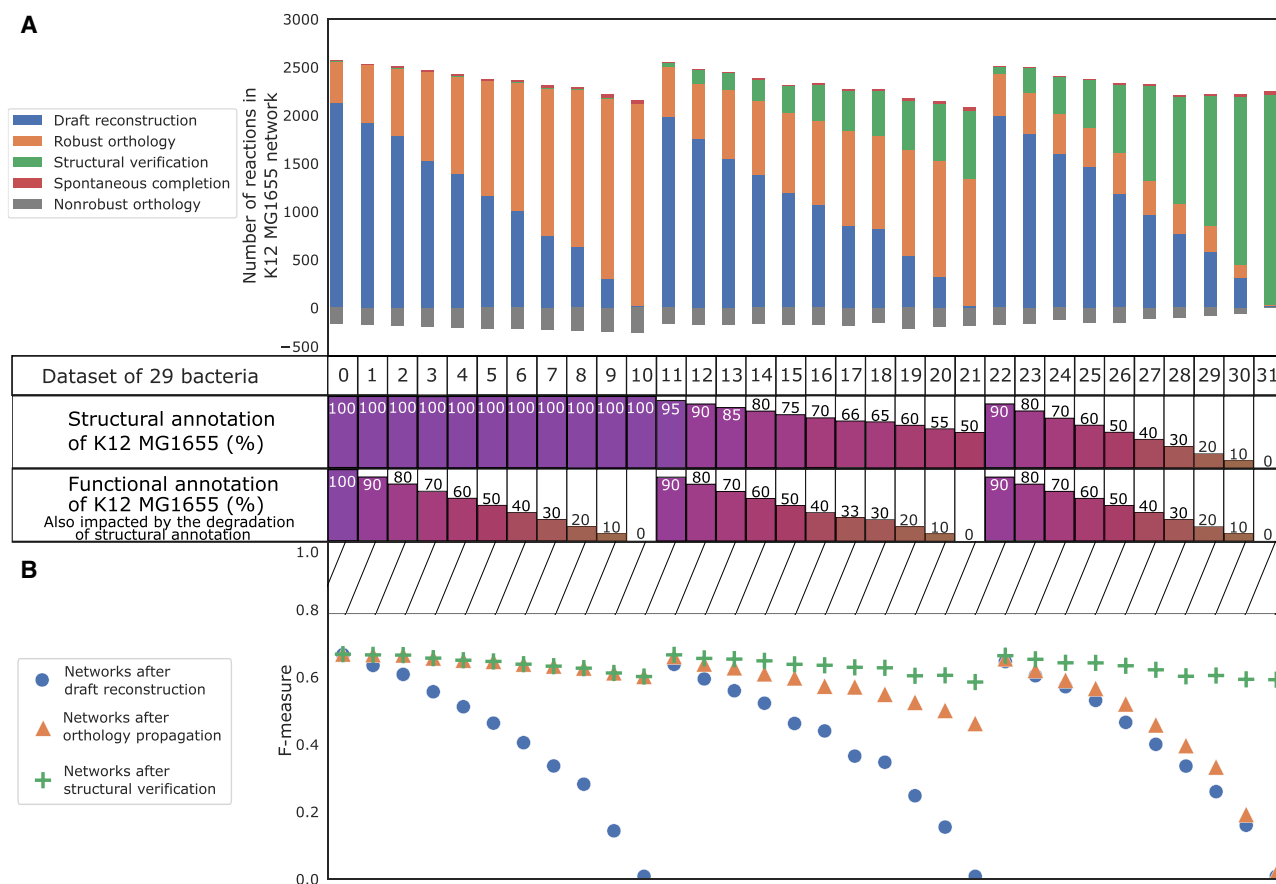 A
3000
2500
2000
1500
1000
500
0
−500
Number of reactions in
K12 MG1655 network
Draft reconstruction
Robust orthology
Structural verification
Spontaneous completion
Nonrobust orthology
Dataset of 29 bacteria 0 1 2 3 4 5 6 7 8 9 10 11 12 13 14 15 16 17 18 19 20 21 22 23 24 25 26 27 28 29 30 31
Structural annotation
of K12 MG1655 (%)
100 100 100 100 100 100 100 100 100 100 100 95 90 85 80 75 70 66 65 60 55 50 90 80 70 60 50 40 30 20 10 0
Functional annotation
of K12 MG1655 (%)
Also impacted by the degradation
of structural annotation
100 90 80 70 60 50 40 30 20 10 0 90 80 70 60 50 40 33 30 20 10 0 90 80 70 60 50 40 30 20 10 0
B
1.0
0.8
0.6
0.4
0.2
0.0
F-measure
Networks after
draft reconstruction
Networks after
orthology propagation
Networks after
structural verification